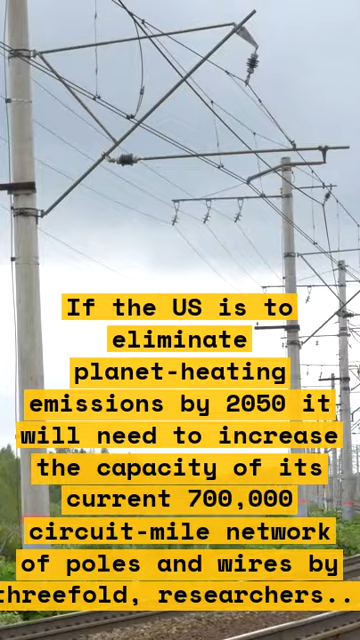 If the US is to
eliminate
planet-heating
emissions by 2050 it
will need to increase
the capacity of its
current 700,000
circuit-mile network
of poles and wires by
threefold, researchers...